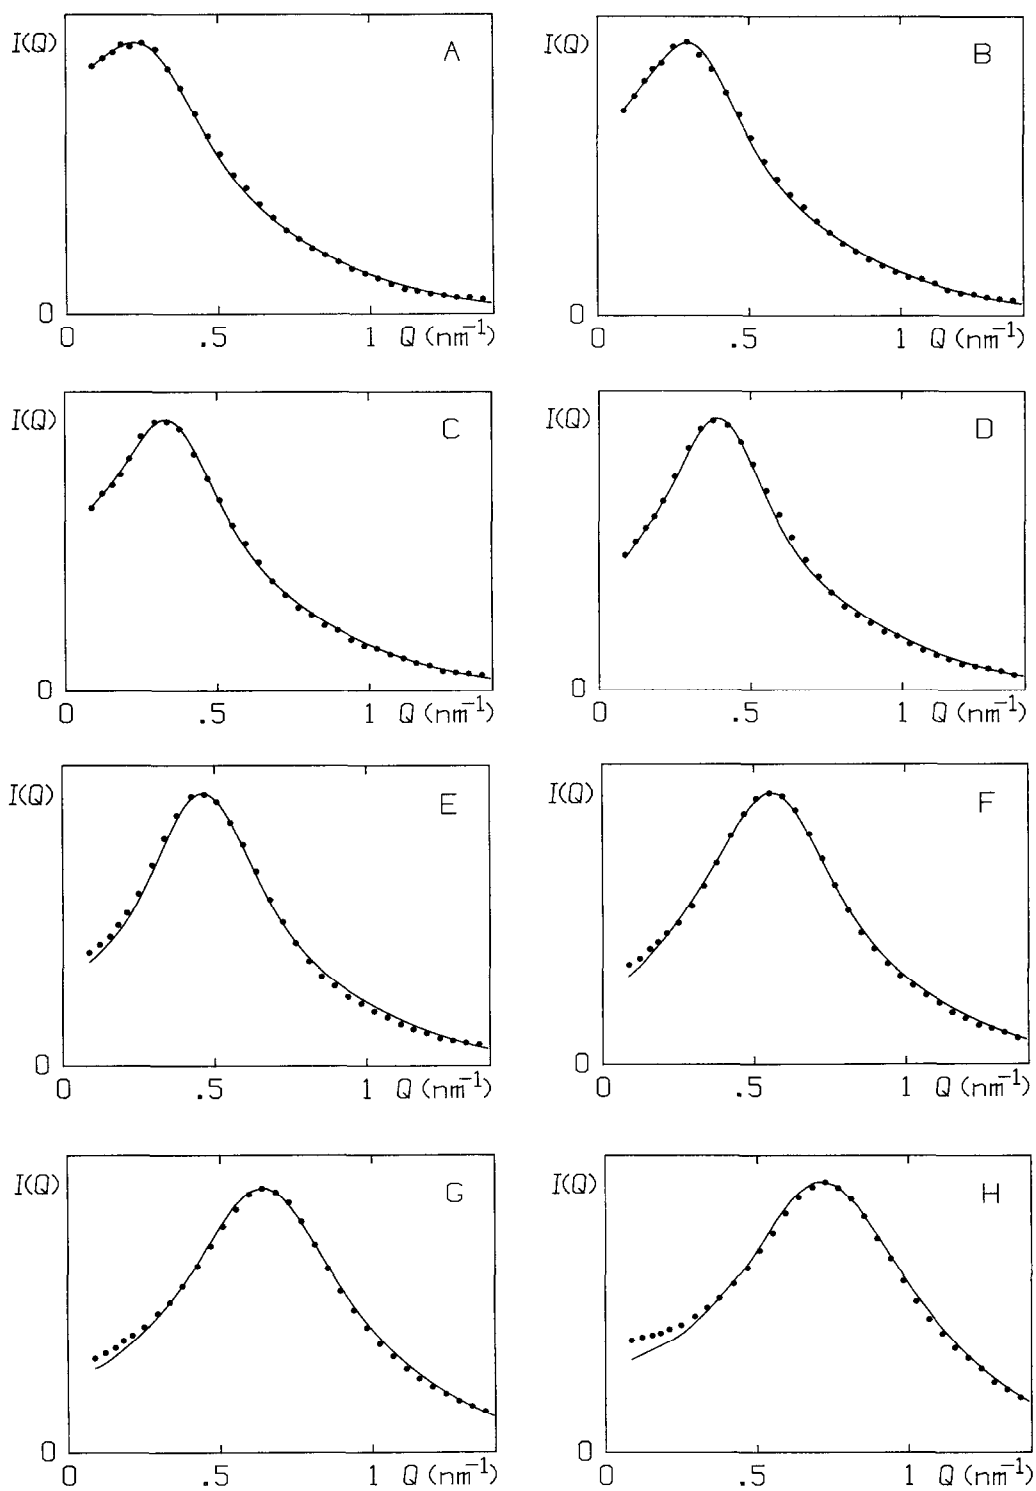 I(Q) A
0
0 .5 1 Q (nm⁻¹)
I(Q) B
0
0 .5 1 Q (nm⁻¹)
I(Q) C
0
0 .5 1 Q (nm⁻¹)
I(Q) D
0
0 .5 1 Q (nm⁻¹)
I(Q) E
0
0 .5 1 Q (nm⁻¹)
I(Q) F
0
0 .5 1 Q (nm⁻¹)
I(Q) G
0
0 .5 1 Q (nm⁻¹)
I(Q) H
0
0 .5 1 Q (nm⁻¹)